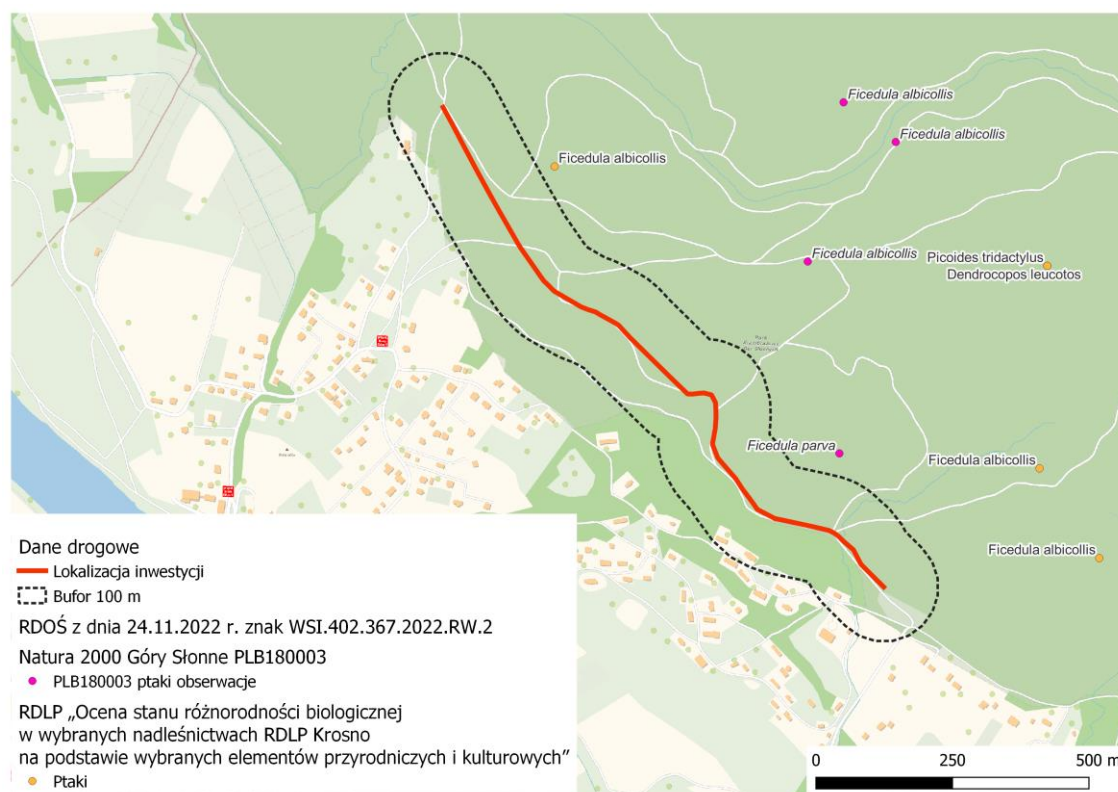 Ficedula albicollis
Ficedula albicollis
Ficedula albicollis
Ficedula albicollis
Picoides tridactylus
Dendrocopos leucotos
Ficedula parva
Ficedula albicollis
Ficedula albicollis
Dane drogowe
Lokalizacja inwestycji
Bufor 100 m
RDOŚ z dnia 24.11.2022 r. znak WSI.402.367.2022.RW.2
Natura 2000 Góry Słonne PLB180003
PLB180003 ptaki obserwacje
RDLP „Ocena stanu różnorodności biologicznej
w wybranych nadleśnictwach RDLP Krosno
na podstawie wybranych elementów przyrodniczych i kulturowych”
Ptaki
0 250 500 m